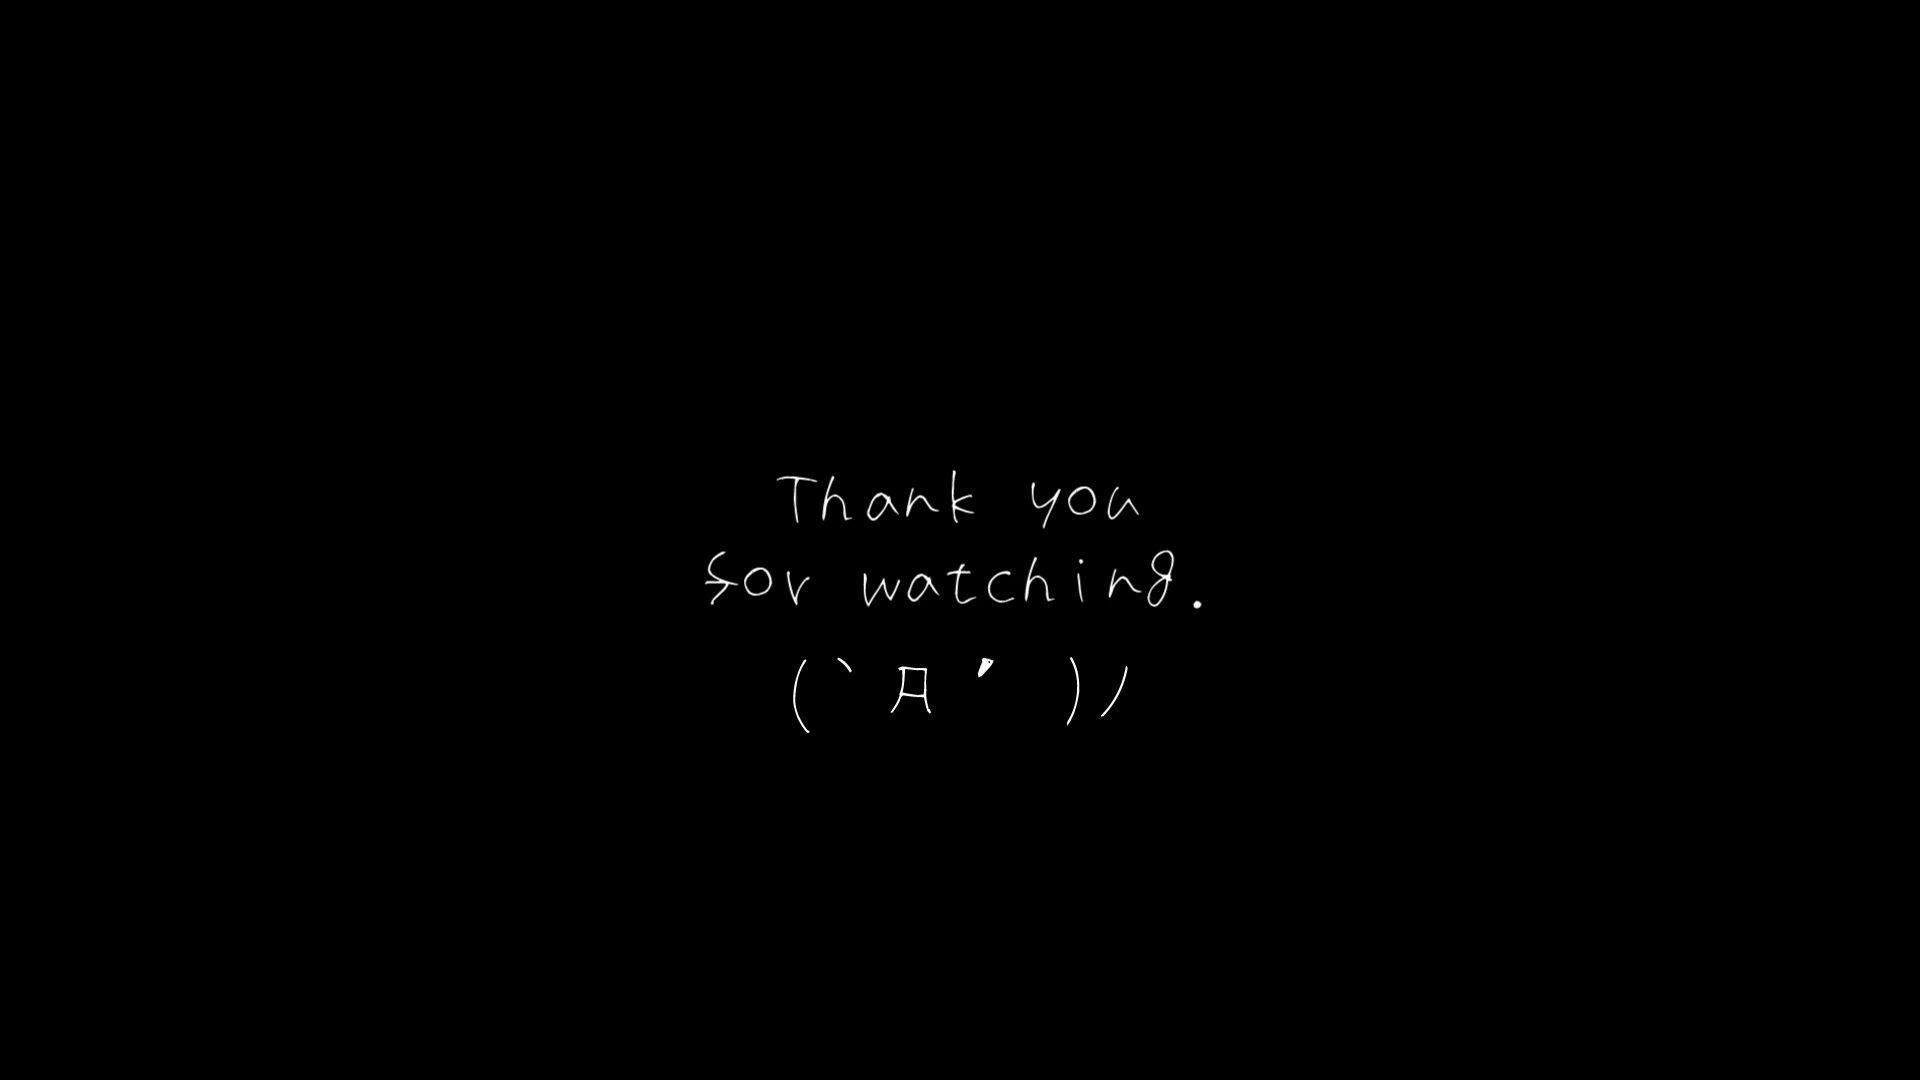 Thank you
for watching.
(`Д ́ )ノ